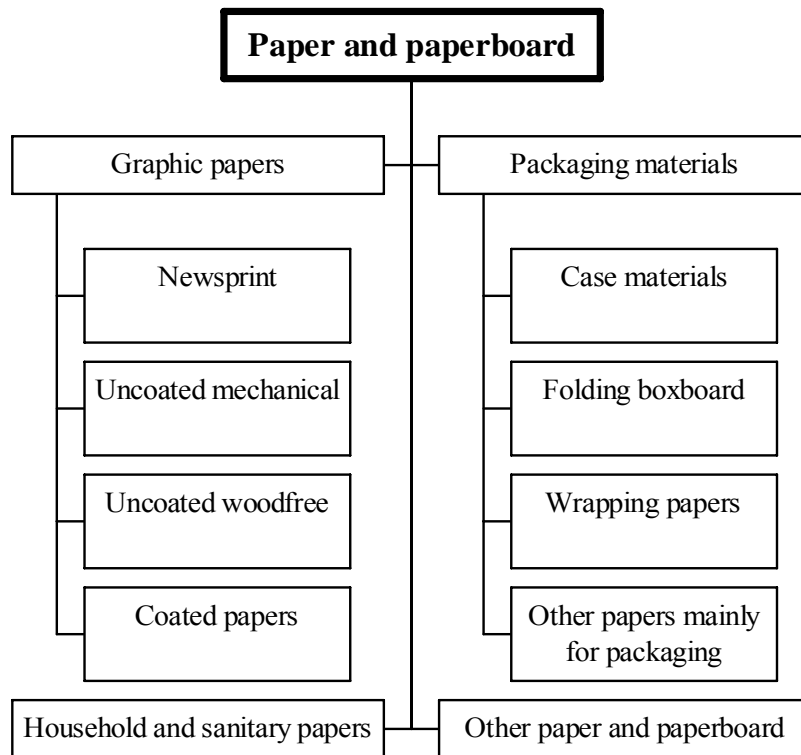 Paper and paperboard
Graphic papers
Packaging materials
Newsprint
Case materials
Uncoated mechanical
Folding boxboard
Uncoated woodfree
Wrapping papers
Coated papers
Other papers mainly
for packaging
Household and sanitary papers
Other paper and paperboard